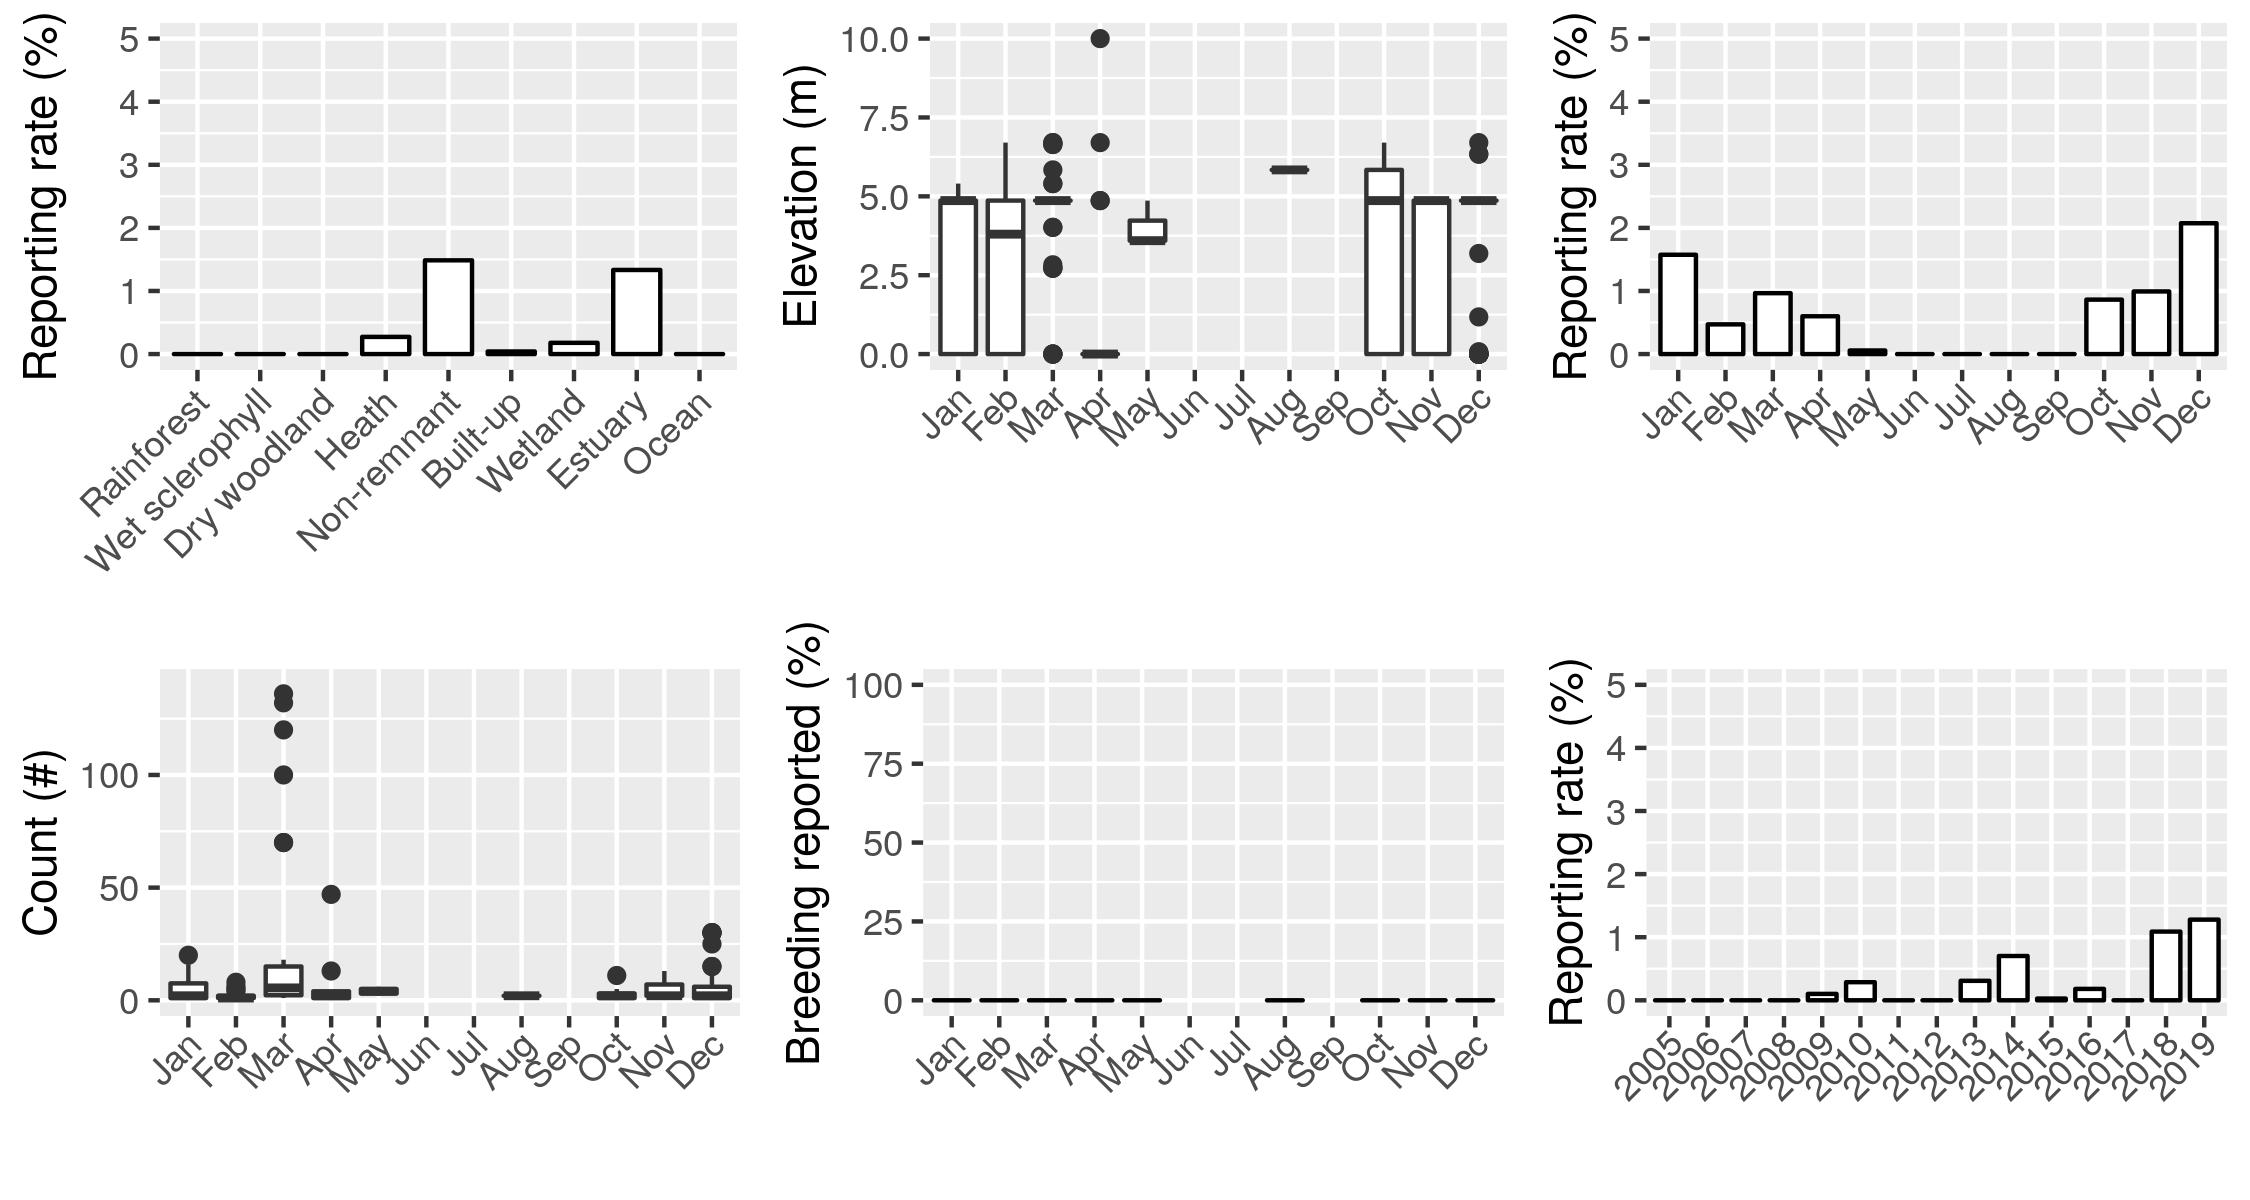 Reporting rate (%)
5
4
3
2
1
0
Rainforest
Wet sclerophyll
Dry woodland
Heath
Non-remnant
Built-up
Wetland
Estuary
Ocean
Elevation (m)
10.0
7.5
5.0
2.5
0.0
Jan
Feb
Mar
Apr
May
Jun
Jul
Aug
Sep
Oct
Nov
Dec
Reporting rate (%)
5
4
3
2
1
0
Jan
Feb
Mar
Apr
May
Jun
Jul
Aug
Sep
Oct
Nov
Dec
Count (#)
100
50
0
Jan
Feb
Mar
Apr
May
Jun
Jul
Aug
Sep
Oct
Nov
Dec
Breeding reported (%)
100
75
50
25
0
Jan
Feb
Mar
Apr
May
Jun
Jul
Aug
Sep
Oct
Nov
Dec
Reporting rate (%)
5
4
3
2
1
0
2005
2006
2007
2008
2009
2010
2011
2012
2013
2014
2015
2016
2017
2018
2019